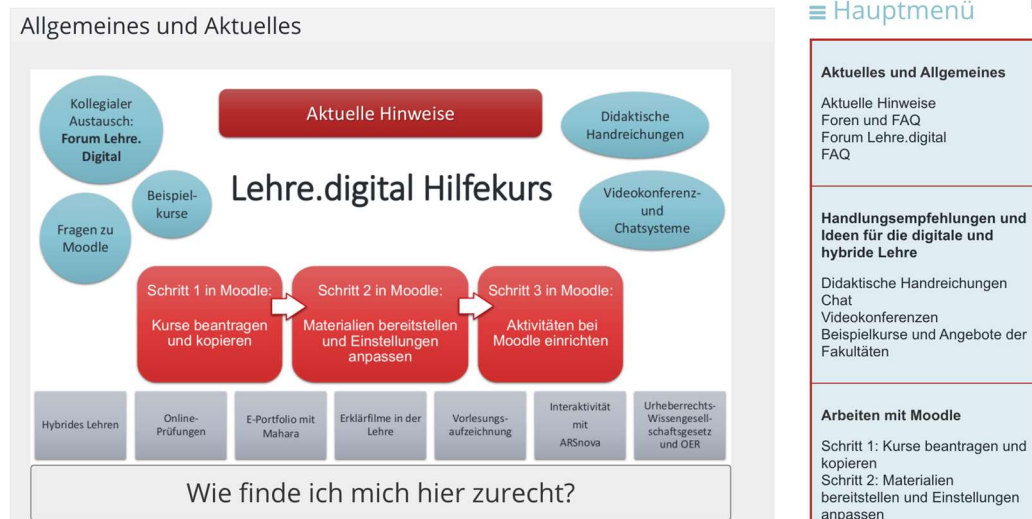 Allgemeines und Aktuelles
Kollegialer
Austausch:
Forum Lehre.
Digital
Aktuelle Hinweise
Didaktische
Handreichungen
Beispiel-
kurse
Lehre.digital Hilfekurs
Videokonferenz-
und
Chatsysteme
Fragen zu
Moodle
Schritt 1 in Moodle:
Kurse beantragen
und kopieren
Schritt 2 in Moodle:
Materialien bereitstellen
und Einstellungen
anpassen
Schritt 3 in Moodle:
Aktivitäten bei
Moodle einrichten
Hybrides Lehren
Online-
Prüfungen
E-Portfolio mit
Mahara
Erklärfilme in der
Lehre
Vorlesungs-
aufzeichnung
Interaktivität
mit
ARSnova
Urheberrechts-
Wissengesell-
schaftsgesetz
und OER
Wie finde ich mich hier zurecht?
Hauptmenü
Aktuelles und Allgemeines
Aktuelle Hinweise
Foren und FAQ
Forum Lehre.digital
FAQ
Handlungsempfehlungen und
Ideen für die digitale und
hybride Lehre
Didaktische Handreichungen
Chat
Videokonferenzen
Beispielkurse und Angebote der
Fakultäten
Arbeiten mit Moodle
Schritt 1: Kurse beantragen und
kopieren
Schritt 2: Materialien
bereitstellen und Einstellungen
anpassen